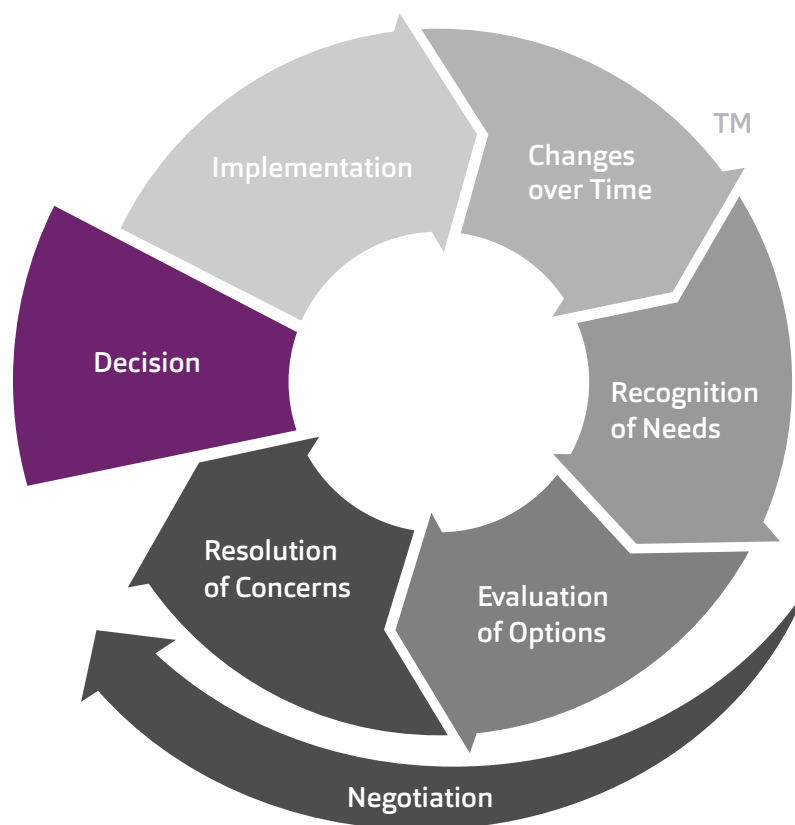 Implementation
Changes
over Time
TM
Recognition
of Needs
Evaluation
of Options
Resolution
of Concerns
Decision
Negotiation